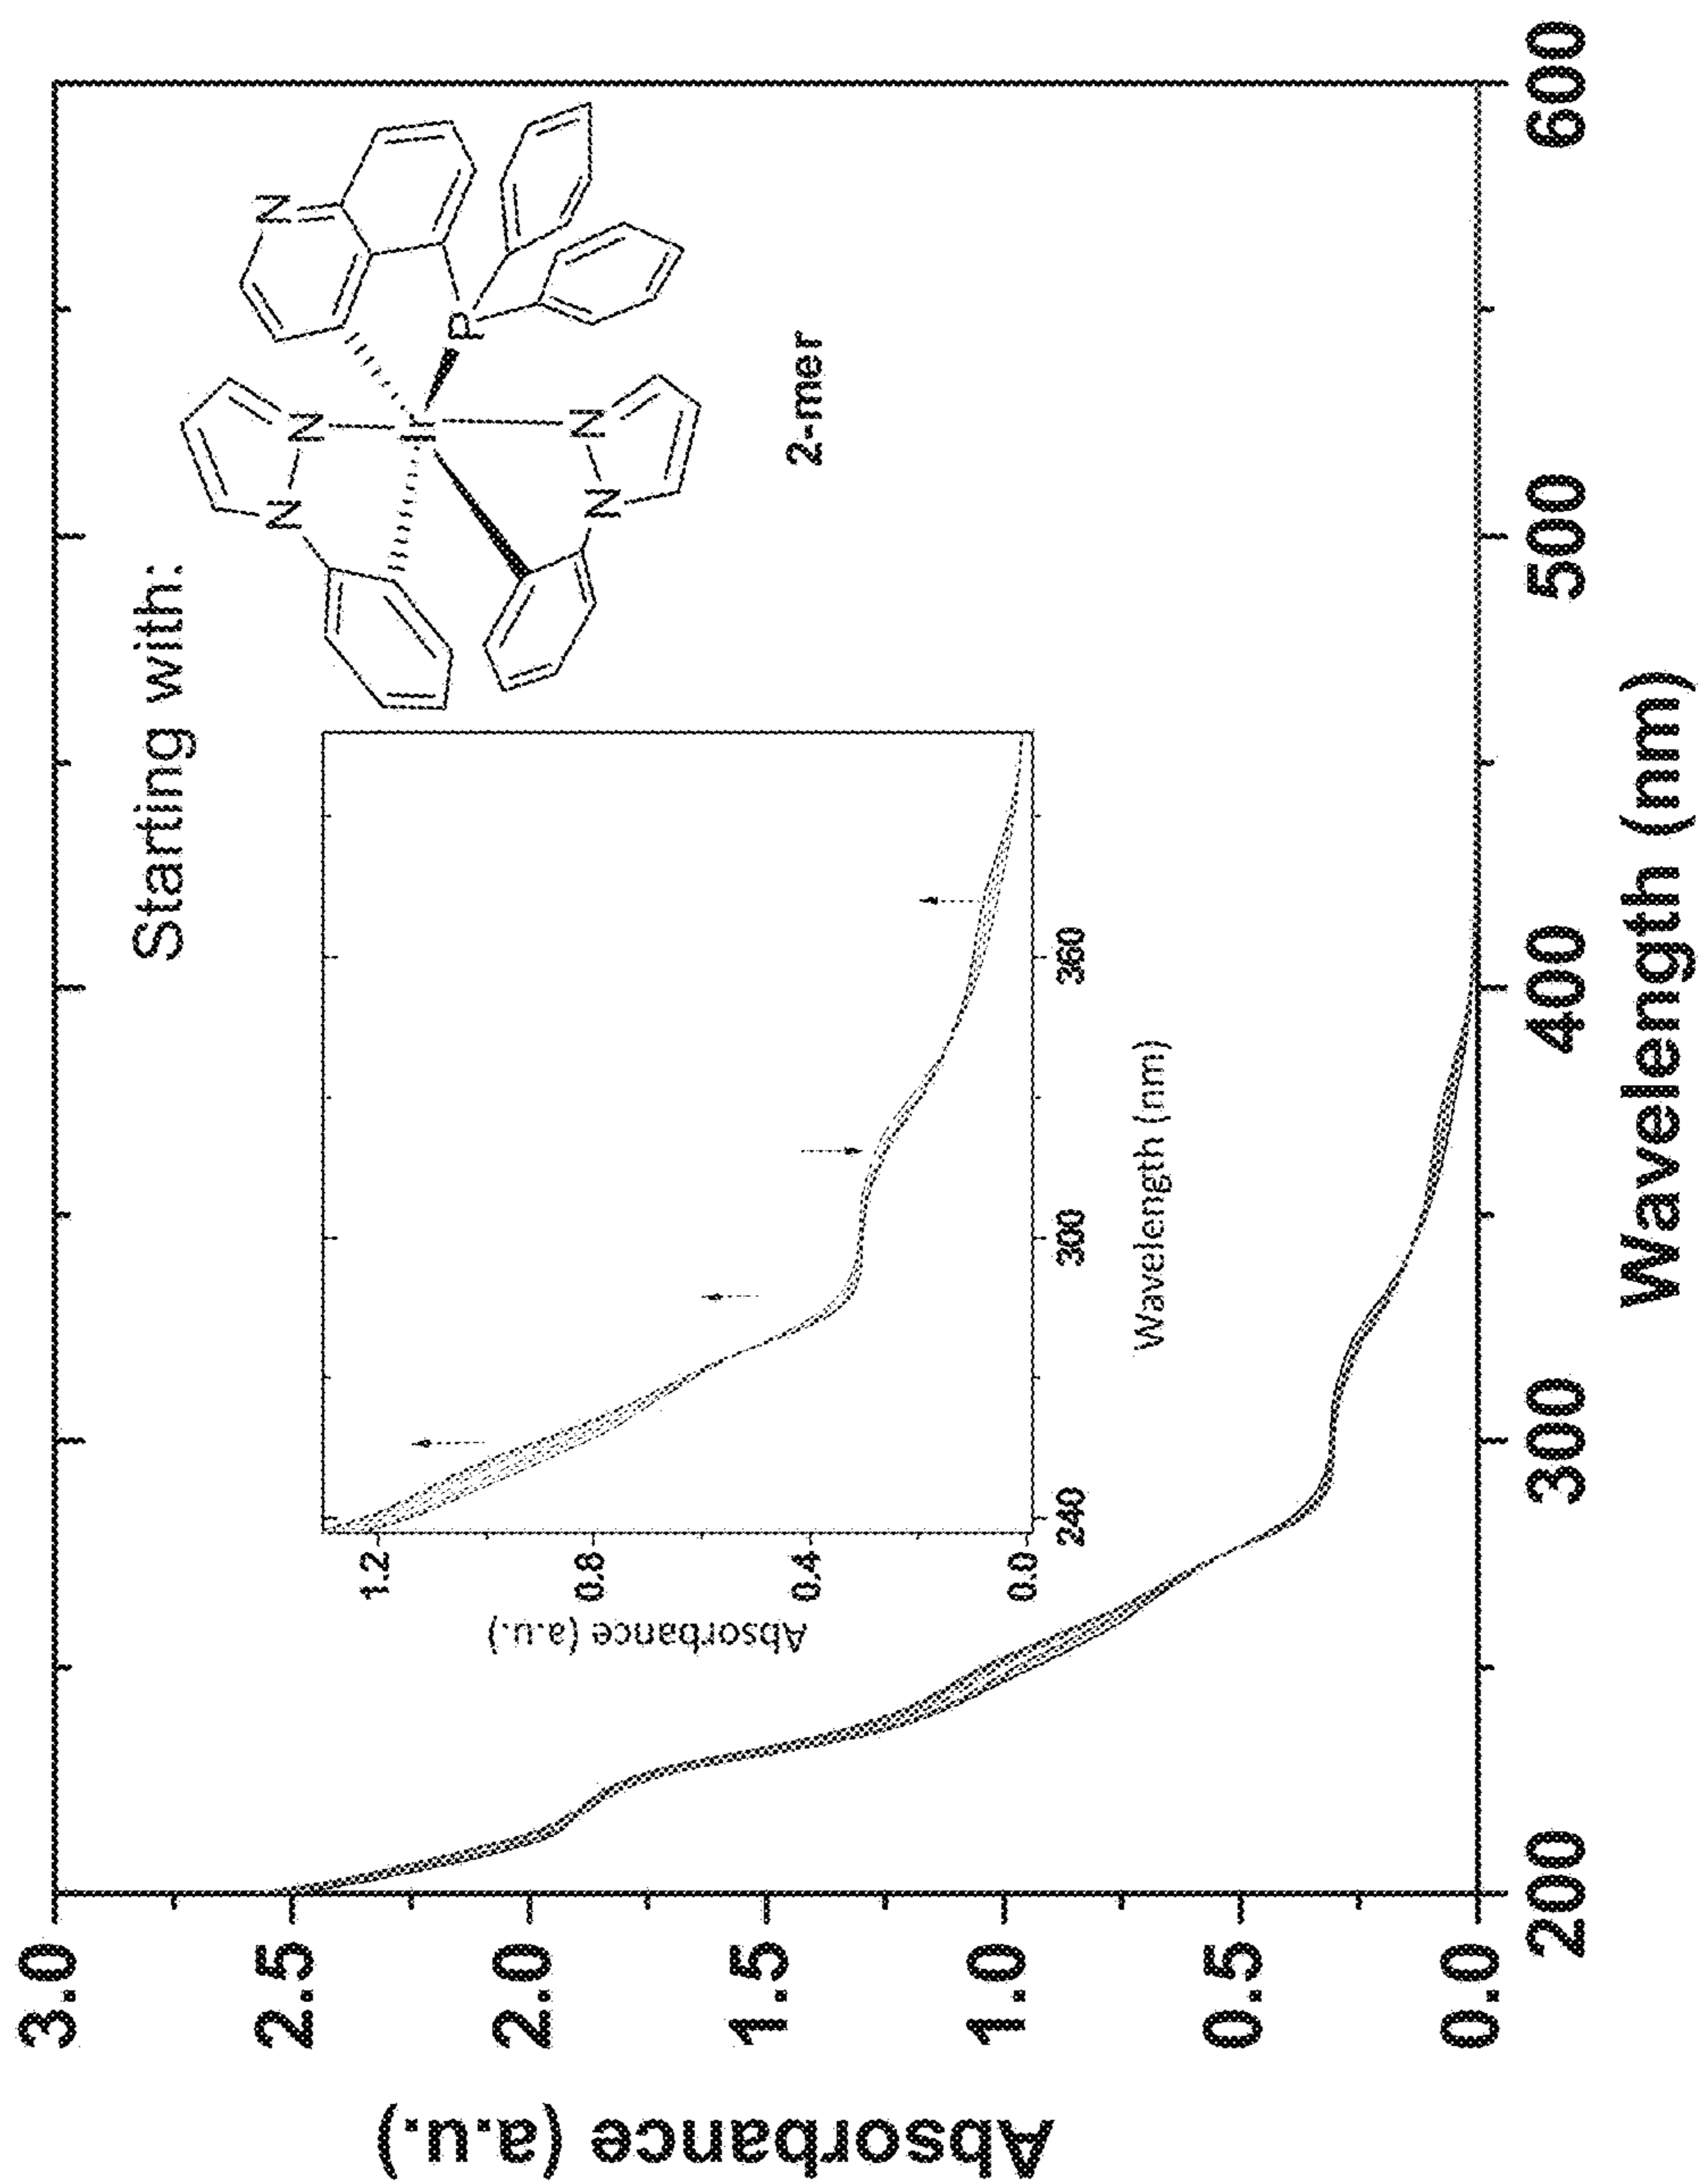 Absorbance (a.u.)
3.0
2.5
2.0
1.5
1.0
0.5
0.0
200
300
400
500
600
Wavelength (nm)
Starting with:
N
N
N
N
N
Ir
P
2-mer
Absorbance (a.u.)
1.2
0.8
0.4
0.0
240
300
360
Wavelength (nm)